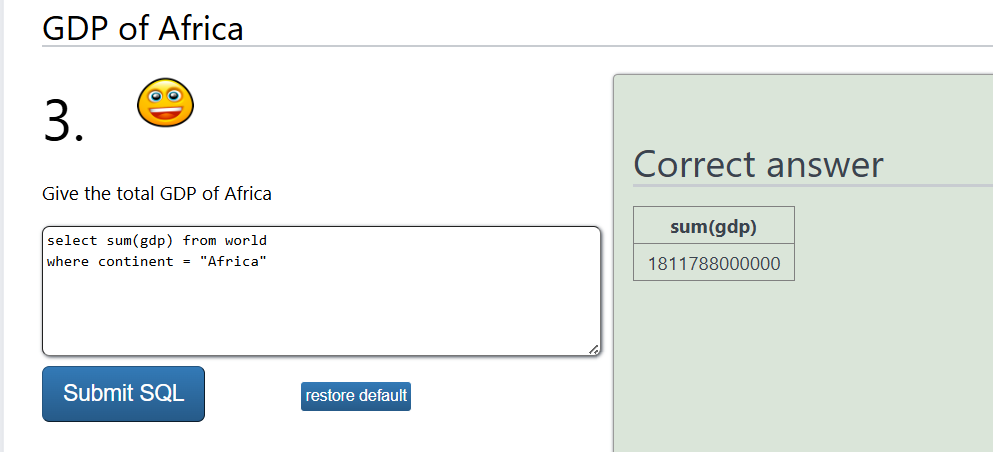 GDP of Africa
3.
Give the total GDP of Africa
select sum(gdp) from world
where continent = "Africa"
Submit SQL
restore default
Correct answer
sum(gdp)
1811788000000